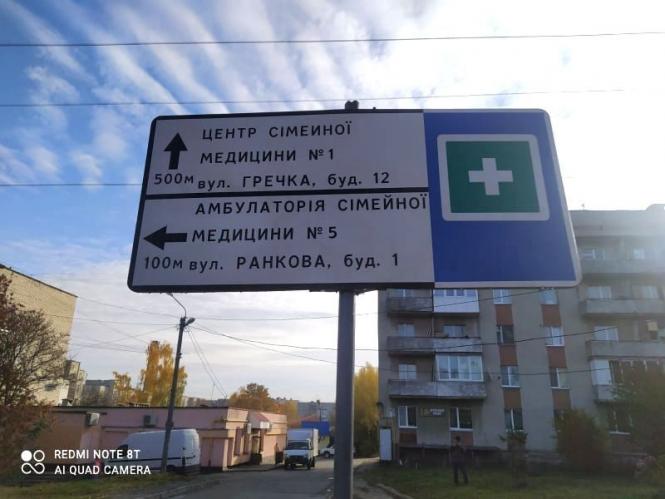 ЦЕНТР СІМЕИНОЇ
МЕДИЦИНИ №1
500м вул. ГРЕЧКА, буд. 12
АМБУЛАТОРІЯ СІМЕЙНОЇ
МЕДИЦИНИ №5
100м вул. РАНКОВА, буд. 1
REDMI NOTE 8T
AI QUAD CAMERA